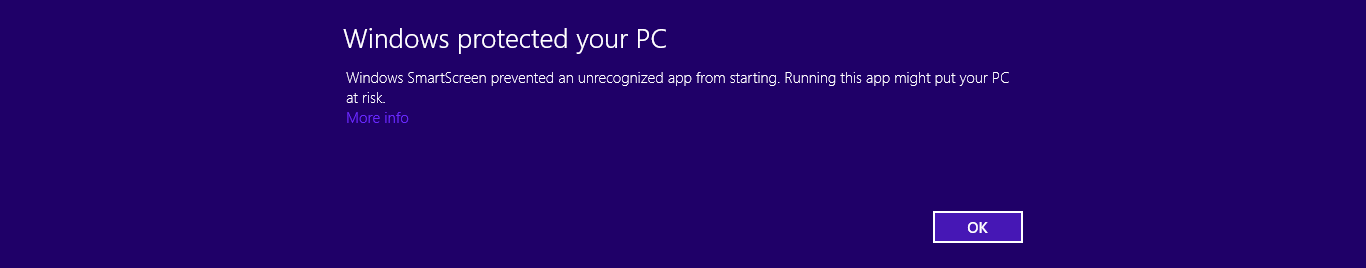 Windows protected your PC
Windows SmartScreen prevented an unrecognized app from starting. Running this app might put your PC
at risk.
More info
OK